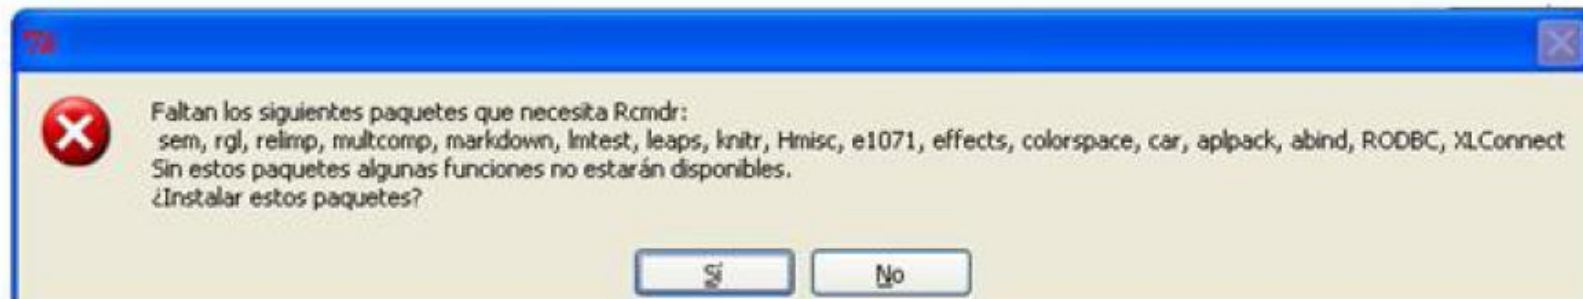 Faltan los siguientes paquetes que necesita Rcmdr:
sem, rgl, relimp, multcomp, markdown, lmtest, leaps, knitr, Hmisc, e1071, effects, colorspace, car, aplpack, abind, RODBC, XLConnect
Sin estos paquetes algunas funciones no estarán disponibles.
¿Instalar estos paquetes?
Sí No